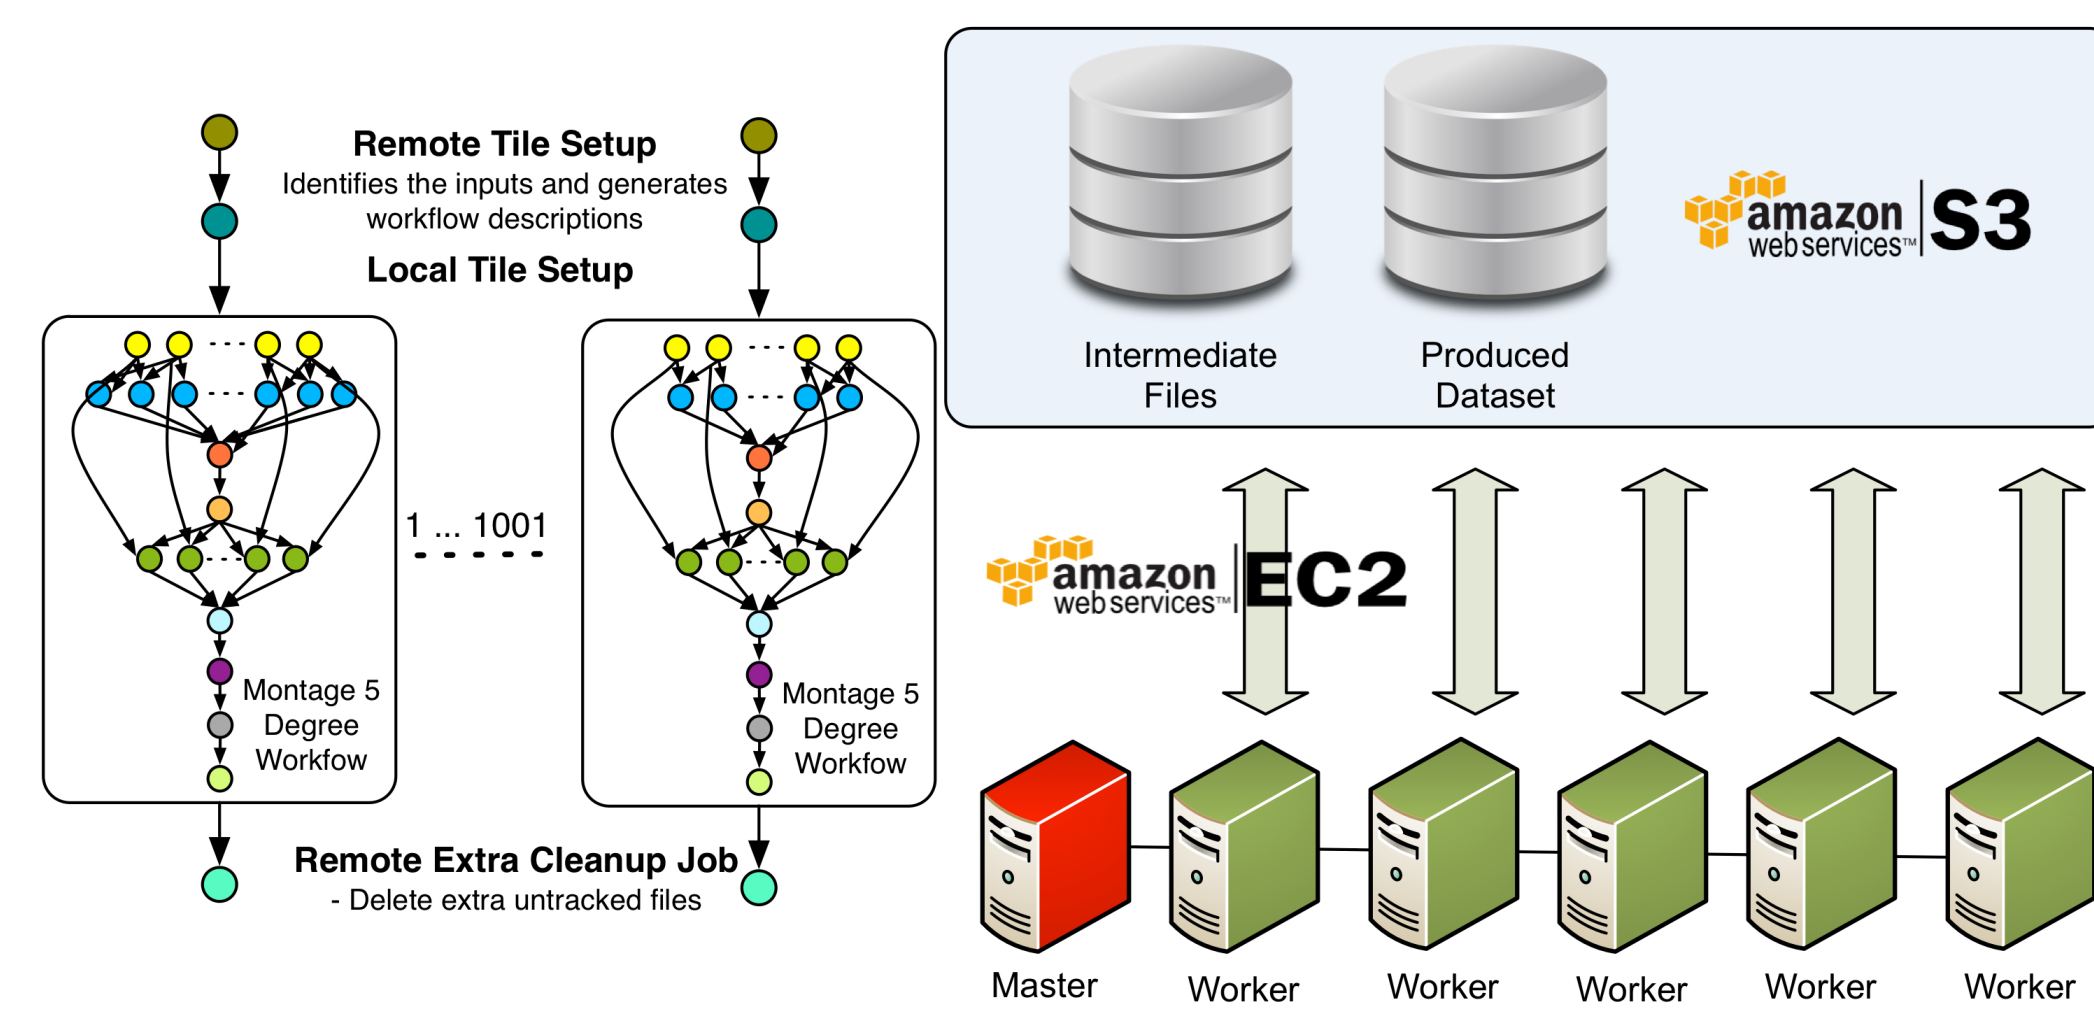 Remote Tile Setup
Identifies the inputs and generates
workflow descriptions
Local Tile Setup
1 ... 1001
Montage 5
Degree
Workfow
Montage 5
Degree
Workfow
Remote Extra Cleanup Job
- Delete extra untracked files
Intermediate
Files
Produced
Dataset
amazon
web services™
S3
amazon
web services™
EC2
Master
Worker
Worker
Worker
Worker
Worker